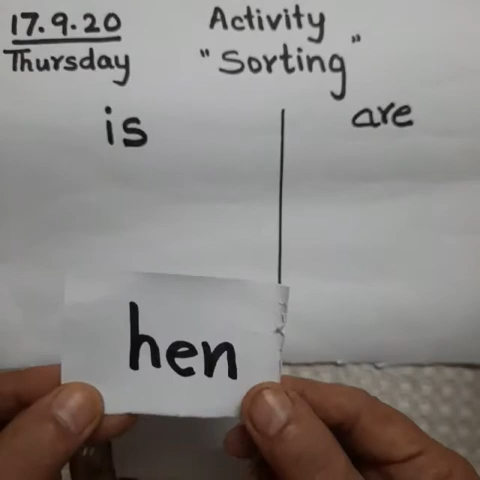 17.9.20
Thursday
Activity
"Sorting"
is
are
hen